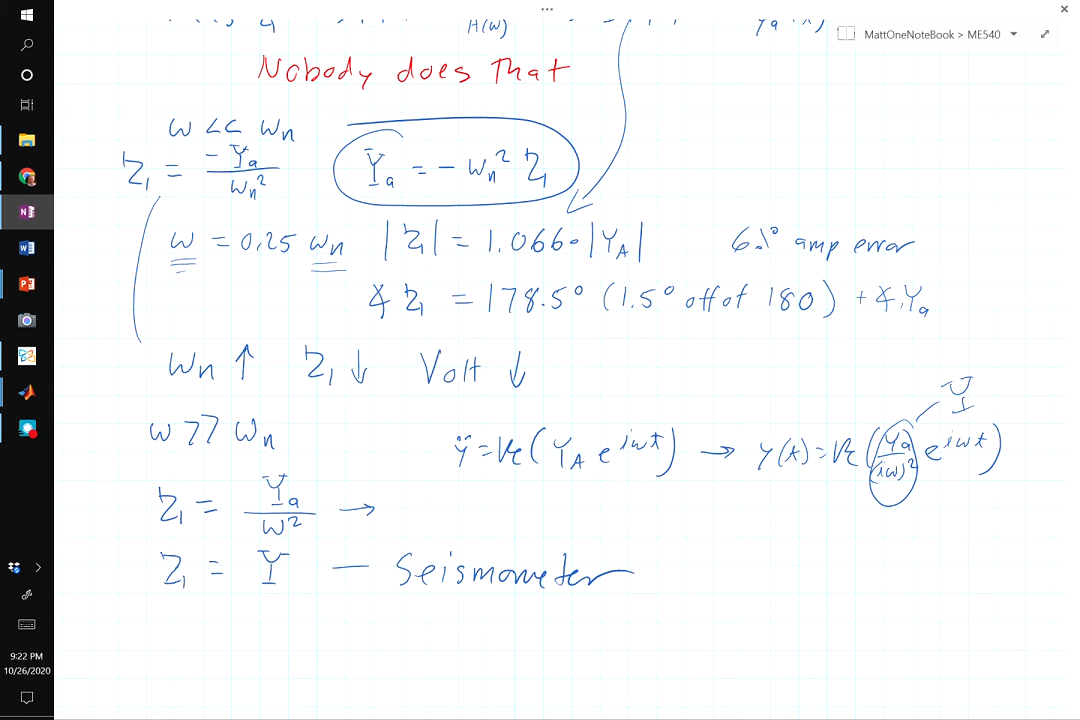 MattOneNoteBook > ME540
A(ω)
Nobody does that
ω << ωn
Z₁ = -Ya/ωn²    Ya = -ωn² Z₁
ω = 0.25 ωn    |Z₁| = 1.066·|YA|    6.1° amp error
∡ Z₁ = 178.5° (1.5° off of 180) + ∡ Ya
ωn ↑    Z₁ ↓    Volt ↓
ω >> ωn    ÿ = Re(YA e^{iωt}) → y(t) = Re(Ya/(iω)² e^{iωt})    Y
Z₁ = Ya/ω² →
Z₁ = Y — Seismometer
9:22 PM
10/26/2020